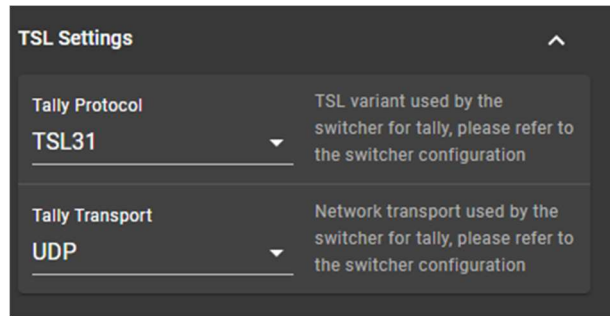 TSL Settings
Tally Protocol
TSL31
TSL variant used by the
switcher for tally, please refer to
the switcher configuration
Tally Transport
UDP
Network transport used by the
switcher for tally, please refer to
the switcher configuration